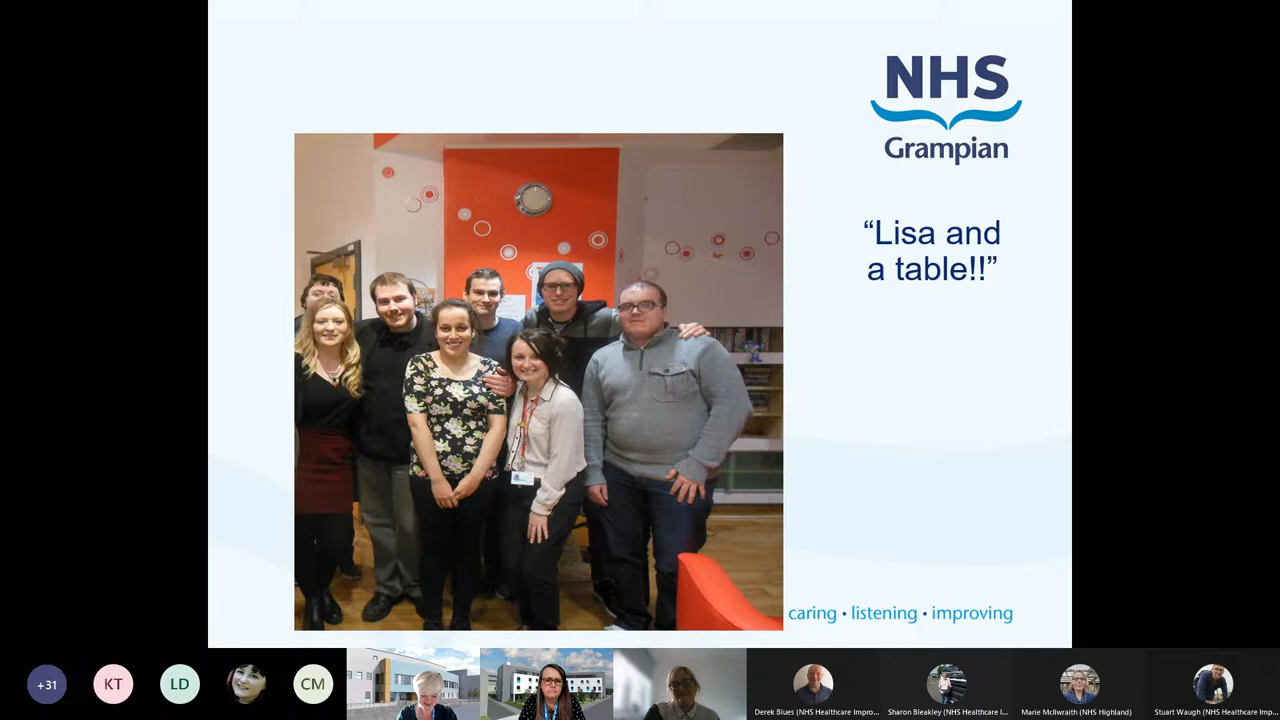 NHS
Grampian
“Lisa and
a table!!”
caring • listening • improving
+31
KT
LD
CM
Derek Blues (NHS Healthcare Impro...
Sharon Bleakley (NHS Healthcare I...
Marie McIlwraith (NHS Highland)
Stuart Waugh (NHS Healthcare Imp...